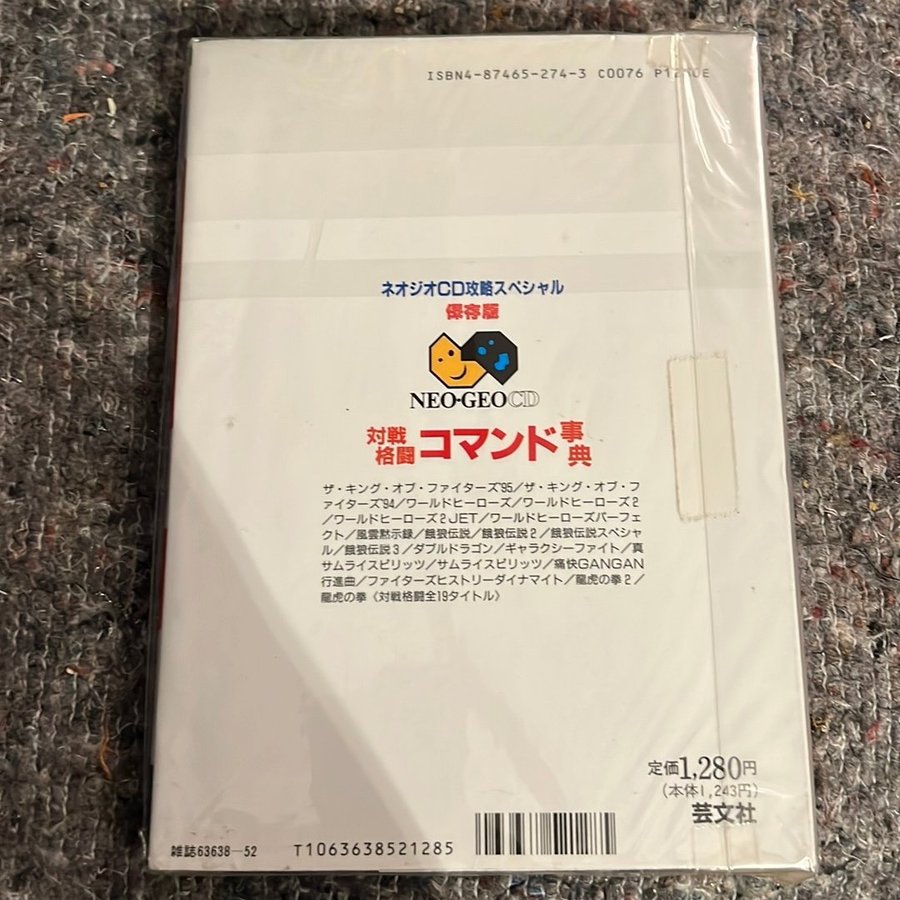 ISBN4-87465-274-3 C0076 P1280E
ネオジオCD攻略スペシャル
保存版
NEO・GEO CD
対戦格闘コマンド事典
ザ・キング・オブ・ファイターズ'95/ザ・キング・オブ・フ
ァイターズ'94/ワールドヒーローズ/ワールドヒーローズ2
/ワールドヒーローズ2 JET/ワールドヒーローズパーフェ
クト/風雲黙示録/餓狼伝説/餓狼伝説2/餓狼伝説スペシャ
ル/餓狼伝説3/ダブルドラゴン/ギャラクシーファイト/真
サムライスピリッツ/サムライスピリッツ/痛快GANGAN
行進曲/ファイターズヒストリーダイナマイト/龍虎の拳2/
龍虎の拳〈対戦格闘全19タイトル〉
定価1,280円
(本体1,243円)
芸文社
雑誌63638-52
T1063638521285